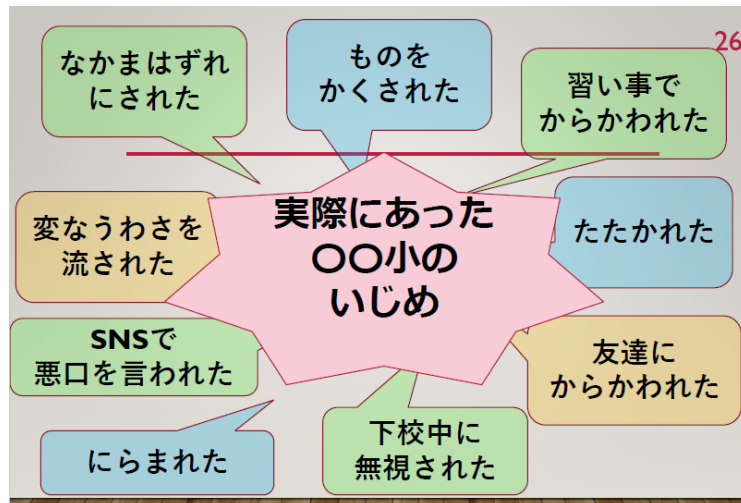 26
なかまはずれ
にされた
ものを
かくされた
習い事で
からかわれた
実際にあった
〇〇小の
いじめ
変なうわさを
流された
たたかれた
SNSで
悪口を言われた
友達に
からかわれた
にらまれた
下校中に
無視された